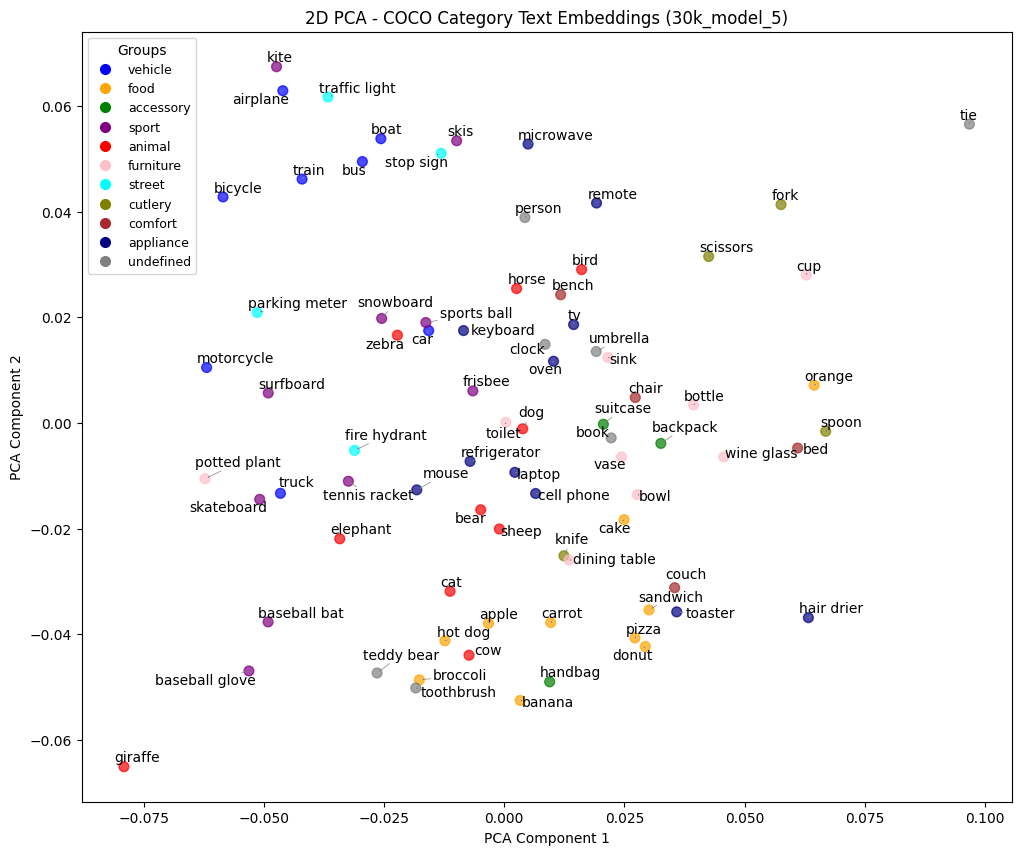 2D PCA - COCO Category Text Embeddings (30k_model_5)
Groups
vehicle
food
accessory
sport
animal
furniture
street
cutlery
comfort
appliance
undefined
kite
airplane
traffic light
tie
boat
skis
microwave
stop sign
train
bus
bicycle
remote
fork
person
scissors
bird
cup
horse
bench
parking meter
snowboard
sports ball
tv
keyboard
zebra
car
clock
umbrella
sink
motorcycle
oven
surfboard
frisbee
chair
bottle
orange
dog
suitcase
toilet
book
backpack
spoon
fire hydrant
refrigerator
vase
wine glass
bed
potted plant
mouse
laptop
truck
tennis racket
cell phone
bowl
skateboard
bear
sheep
cake
elephant
knife
dining table
cat
couch
sandwich
toaster
hair drier
baseball bat
apple
carrot
hot dog
pizza
cow
donut
teddy bear
baseball glove
broccoli
handbag
toothbrush
banana
giraffe
0.06
0.04
0.02
0.00
−0.02
−0.04
−0.06
PCA Component 2
−0.075
−0.050
−0.025
0.000
0.025
0.050
0.075
0.100
PCA Component 1